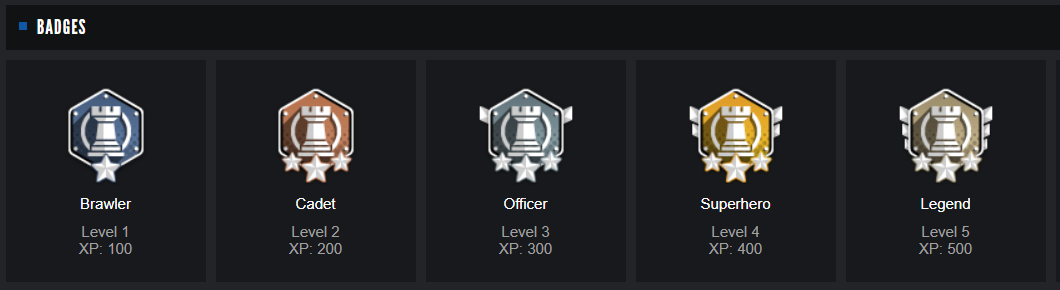 BADGES
Brawler
Level 1
XP: 100
Cadet
Level 2
XP: 200
Officer
Level 3
XP: 300
Superhero
Level 4
XP: 400
Legend
Level 5
XP: 500